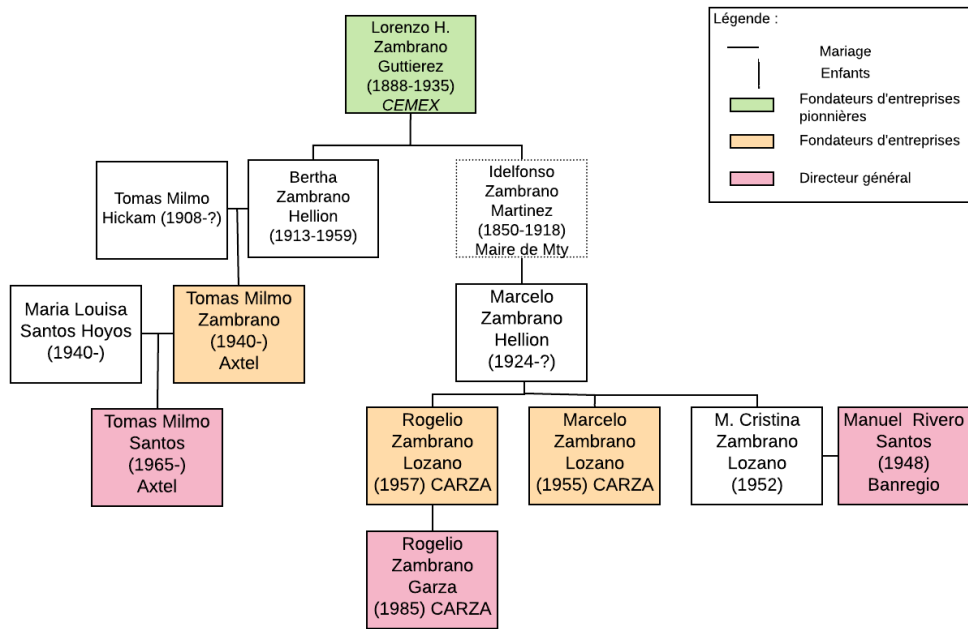 Lorenzo H.
Zambrano
Guttierez
(1888-1935)
CEMEX
Légende :
Mariage
Enfants
Fondateurs d'entreprises
pionnières
Fondateurs d'entreprises
Directeur général
Tomas Milmo
Hickam (1908-?)
Bertha
Zambrano
Hellion
(1913-1959)
Idelfonso
Zambrano
Martinez
(1850-1918)
Maire de Mty
Maria Louisa
Santos Hoyos
(1940-)
Tomas Milmo
Zambrano
(1940-)
Axtel
Marcelo
Zambrano
Hellion
(1924-?)
Tomas Milmo
Santos
(1965-)
Axtel
Rogelio
Zambrano
Lozano
(1957) CARZA
Marcelo
Zambrano
Lozano
(1955) CARZA
M. Cristina
Zambrano
Lozano
(1952)
Manuel Rivero
Santos
(1948)
Banregio
Rogelio
Zambrano
Garza
(1985) CARZA